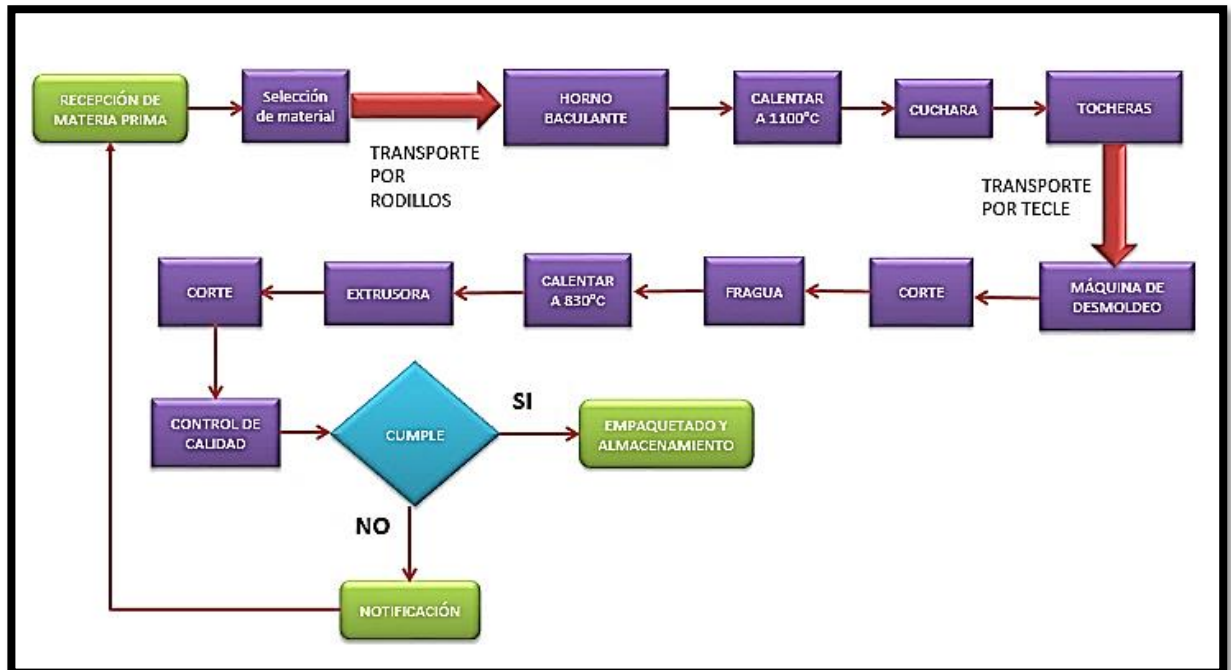 RECEPCIÓN DE
MATERIA PRIMA
Selección
de material
TRANSPORTE
POR
RODILLOS
HORNO
BACULANTE
CALENTAR
A 1100°C
CUCHARA
TOCHERAS
TRANSPORTE
POR TECLE
MÁQUINA DE
DESMOLDEO
CORTE
FRAGUA
CALENTAR
A 830°C
EXTRUSORA
CORTE
CONTROL DE
CALIDAD
CUMPLE
SI
EMPAQUETADO Y
ALMACENAMIENTO
NO
NOTIFICACIÓN